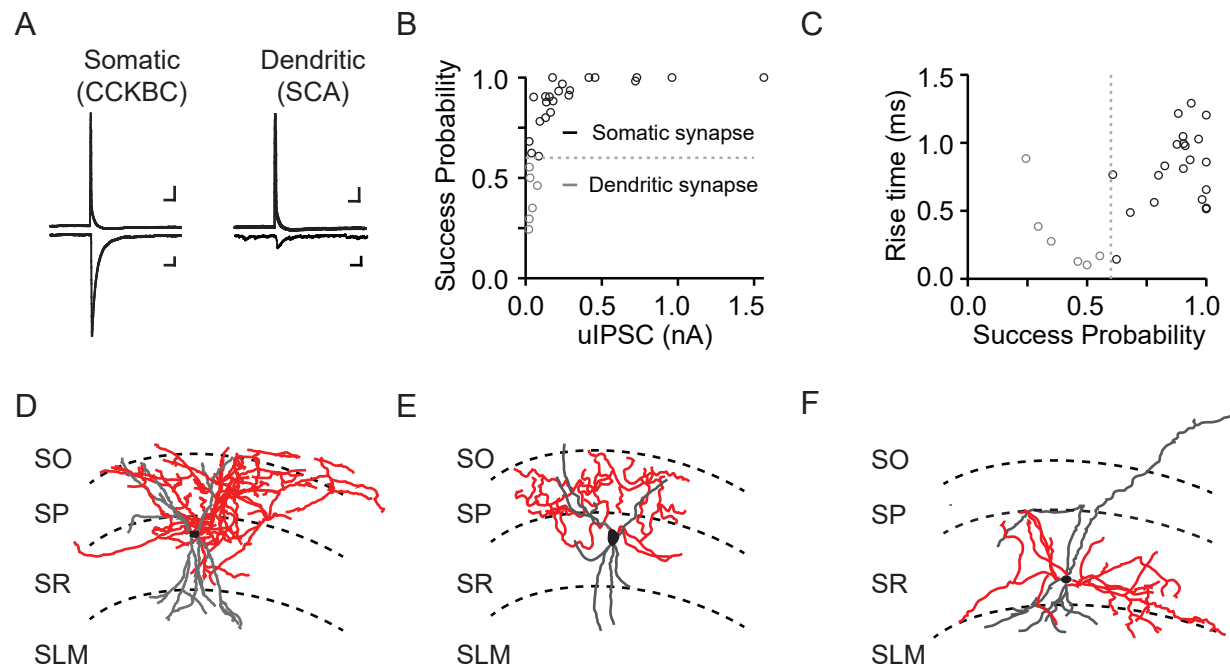 A
Somatic
(CCKBC)
Dendritic
(SCA)
B
Success Probability
1.0
0.5
0.0
Somatic synapse
Dendritic synapse
0.0 0.5 1.0 1.5
uIPSC (nA)
C
Rise time (ms)
1.5
1.0
0.5
0.0
0.0 0.5 1.0
Success Probability
D
SO
SP
SR
SLM
E
SO
SP
SR
SLM
F
SO
SP
SR
SLM